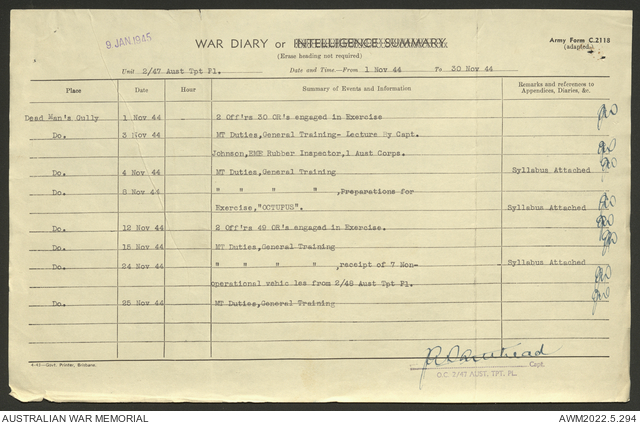 9 JAN 1945
WAR DIARY or INTELLIGENCE SUMMARY.
Army Form C.2118
(adapted.)
(Erase heading not required)
Unit 2/47 Aust Tpt Pl. Date and Time.—From 1 Nov 44 To 30 Nov 44
Place Date Hour Summary of Events and Information Remarks and references to Appendices, Diaries, &c.
Dead Man's Gully 1 Nov 44 2 Off'rs 30 OR's engaged in Exercise
Do. 3 Nov 44 MT Duties, General Training- Lecture By Capt.
Johnson, EME Rubber Inspector, 1 Aust Corps.
Do. 4 Nov 44 MT Duties, General Training Syllabus Attached
Do. 8 Nov 44 " " " " ,Preparations for
Exercise, "OCTUPUS". Syllabus Attached
Do. 12 Nov 44 2 Off'rs 49 OR's engaged in Exercise.
Do. 15 Nov 44 MT Duties, General Training
Do. 24 Nov 44 " " " " ,receipt of 7 Non- Syllabus Attached
operational vehic les from 2/48 Aust Tpt Pl.
Do. 25 Nov 44 MT Duties, General Training
4-43—Govt. Printer, Brisbane.
Capt.
O.C. 2/47 AUST. TPT. PL.
AUSTRALIAN WAR MEMORIAL AWM2022.5.294